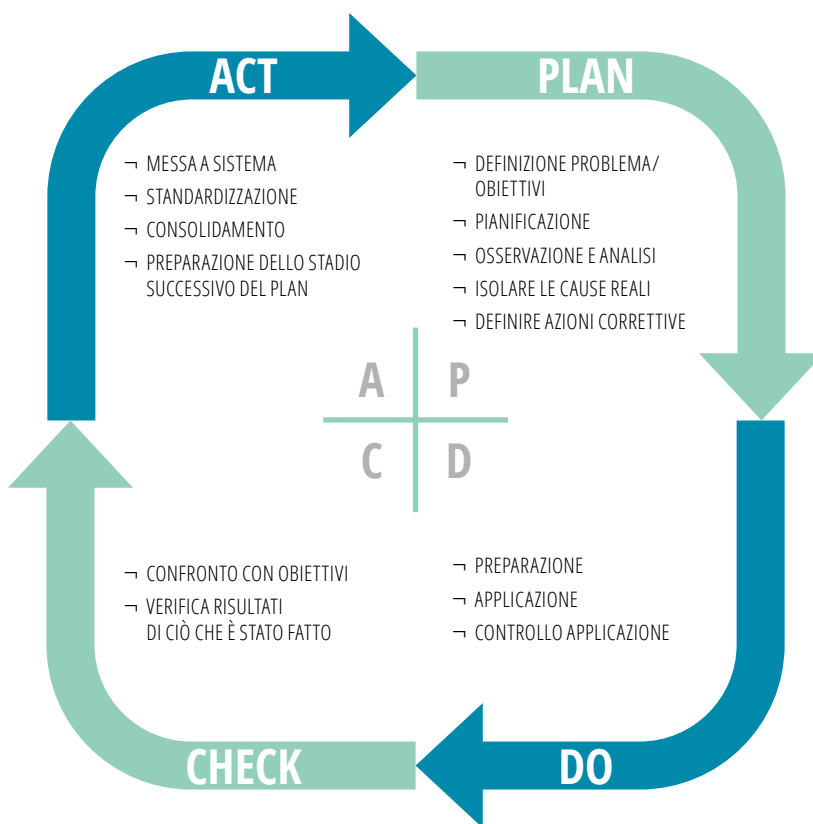 ACT
PLAN
¬ MESSA A SISTEMA
¬ STANDARDIZZAZIONE
¬ CONSOLIDAMENTO
¬ PREPARAZIONE DELLO STADIO
SUCCESSIVO DEL PLAN
¬ DEFINIZIONE PROBLEMA/
OBIETTIVI
¬ PIANIFICAZIONE
¬ OSSERVAZIONE E ANALISI
¬ ISOLARE LE CAUSE REALI
¬ DEFINIRE AZIONI CORRETTIVE
A P
C D
¬ CONFRONTO CON OBIETTIVI
¬ VERIFICA RISULTATI
DI CIÒ CHE È STATO FATTO
¬ PREPARAZIONE
¬ APPLICAZIONE
¬ CONTROLLO APPLICAZIONE
CHECK
DO